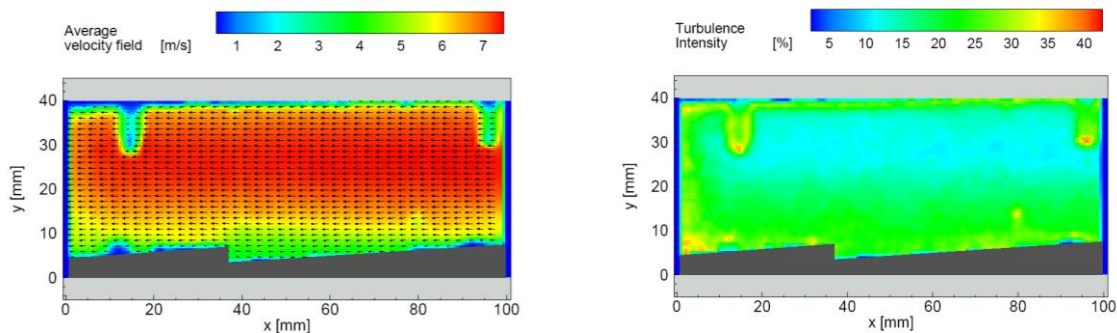 Average
velocity field [m/s]
1 2 3 4 5 6 7
40
30
20
10
0
y [mm]
0 20 40 60 80 100
x [mm]
Turbulence
Intensity [%]
5 10 15 20 25 30 35 40
40
30
20
10
0
y [mm]
0 20 40 60 80 100
x [mm]